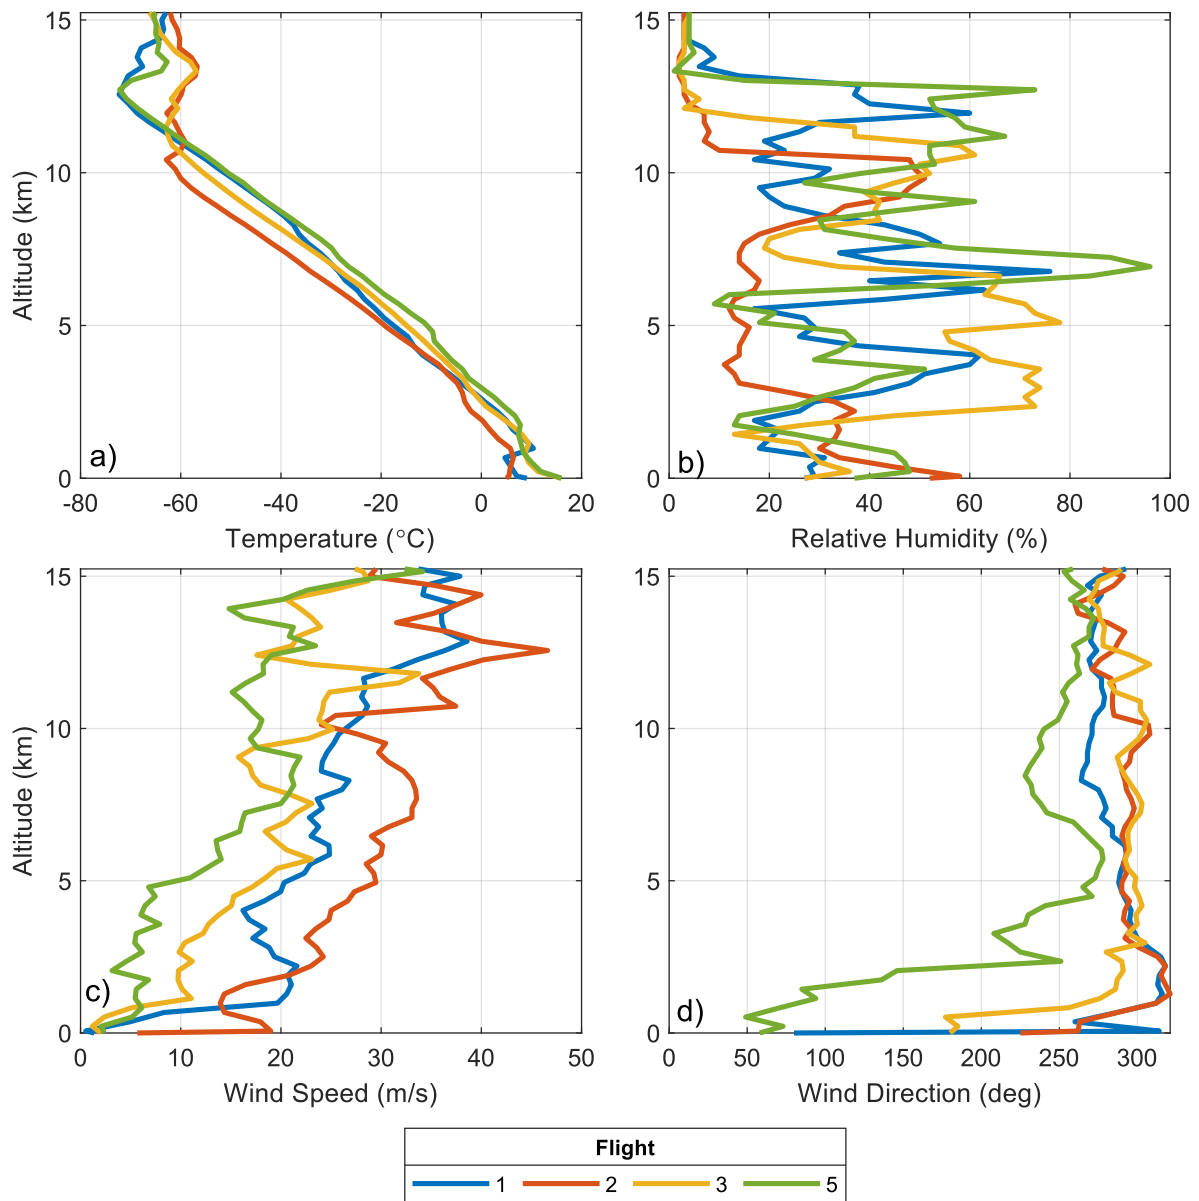 15
10
5
0
Altitude (km)
a)
-80 -60 -40 -20 0 20
Temperature (°C)
15
10
5
0
b)
0 20 40 60 80 100
Relative Humidity (%)
15
10
5
0
Altitude (km)
c)
0 10 20 30 40 50
Wind Speed (m/s)
15
10
5
0
d)
0 50 100 150 200 250 300
Wind Direction (deg)
Flight
1 2 3 5